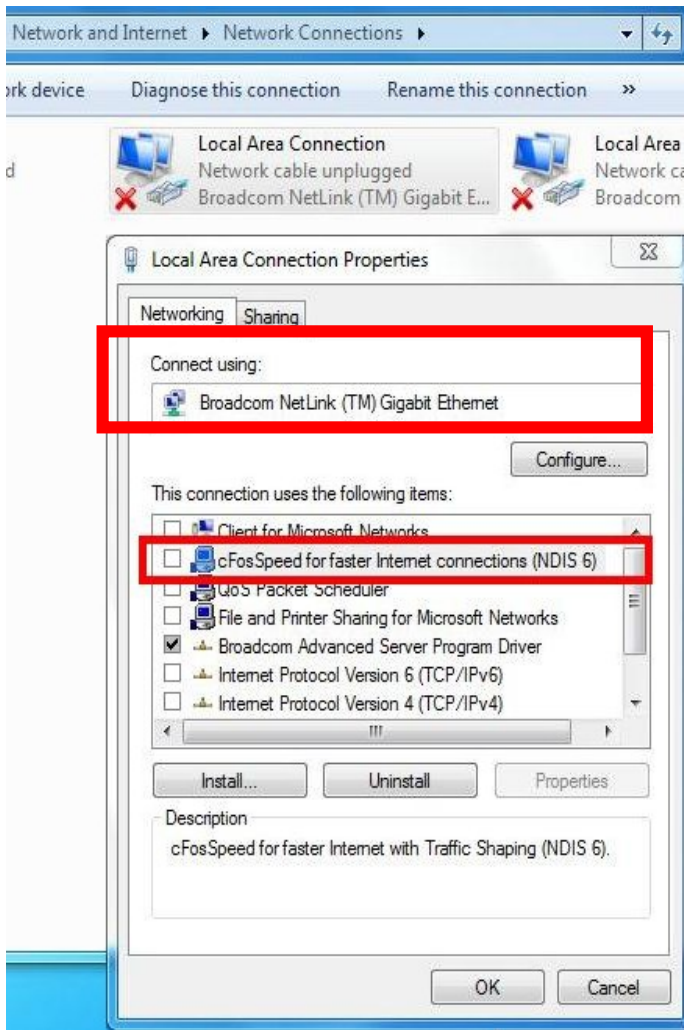 Network and Internet ▸ Network Connections ▸
ork device Diagnose this connection Rename this connection »
Local Area Connection
Network cable unplugged
Broadcom NetLink (TM) Gigabit E...
Local Area
Network ca
Broadcom
d
Local Area Connection Properties
Networking Sharing
Connect using:
Broadcom NetLink (TM) Gigabit Ethernet
Configure...
This connection uses the following items:
Client for Microsoft Networks
cFosSpeed for faster Internet connections (NDIS 6)
QoS Packet Scheduler
File and Printer Sharing for Microsoft Networks
Broadcom Advanced Server Program Driver
Internet Protocol Version 6 (TCP/IPv6)
Internet Protocol Version 4 (TCP/IPv4)
Install... Uninstall Properties
Description
cFosSpeed for faster Internet with Traffic Shaping (NDIS 6).
OK Cancel